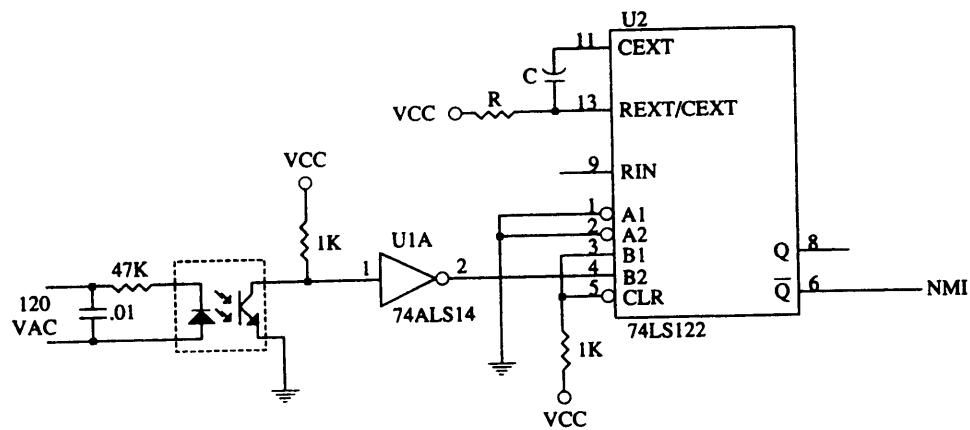 U2
11
CEXT
C
VCC
R
13
REXT/CEXT
9
RIN
VCC
1K
1
A1
2
A2
3
B1
4
B2
5
CLR
Q
8
Q
6
NMI
74LS122
U1A
1
2
74ALS14
47K
120
VAC
.01
1K
VCC